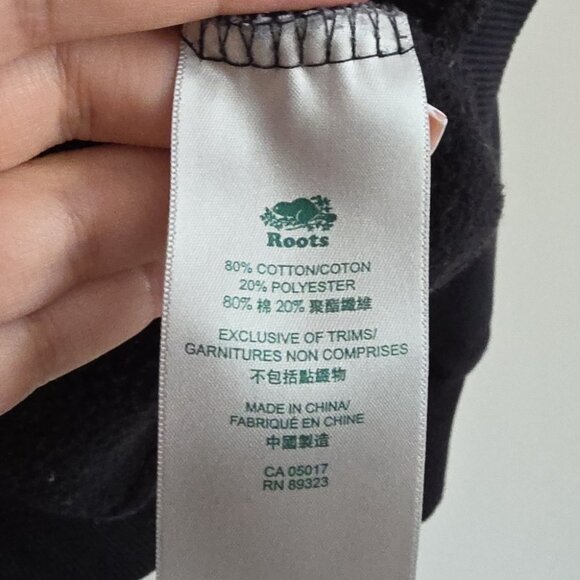 Roots
80% COTTON/COTON
20% POLYESTER
80% 棉 20% 聚酯纖維
EXCLUSIVE OF TRIMS/
GARNITURES NON COMPRISES
不包括點綴物
MADE IN CHINA/
FABRIQUÉ EN CHINE
中國製造
CA 05017
RN 89323